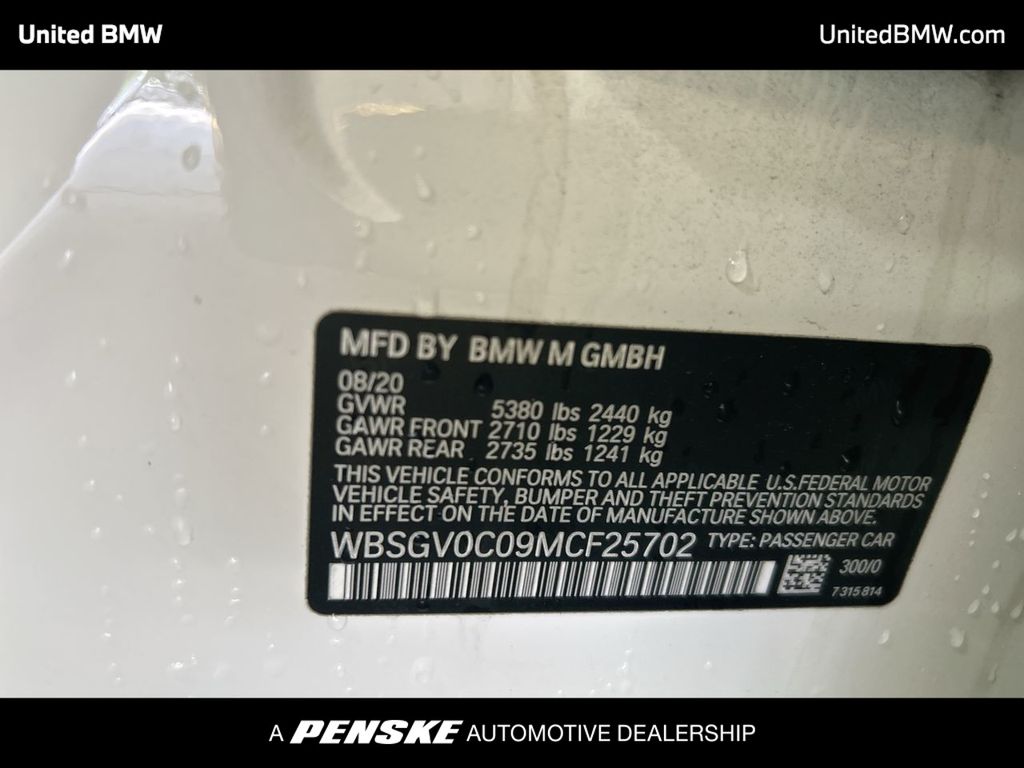 United BMW
UnitedBMW.com
MFD BY BMW M GMBH
08/20
GVWR 5380 lbs 2440 kg
GAWR FRONT 2710 lbs 1229 kg
GAWR REAR 2735 lbs 1241 kg
THIS VEHICLE CONFORMS TO ALL APPLICABLE U.S.FEDERAL MOTOR
VEHICLE SAFETY, BUMPER AND THEFT PREVENTION STANDARDS
IN EFFECT ON THE DATE OF MANUFACTURE SHOWN ABOVE.
WBSGV0C09MCF25702 TYPE: PASSENGER CAR
300/0
7315814
A PENSKE AUTOMOTIVE DEALERSHIP